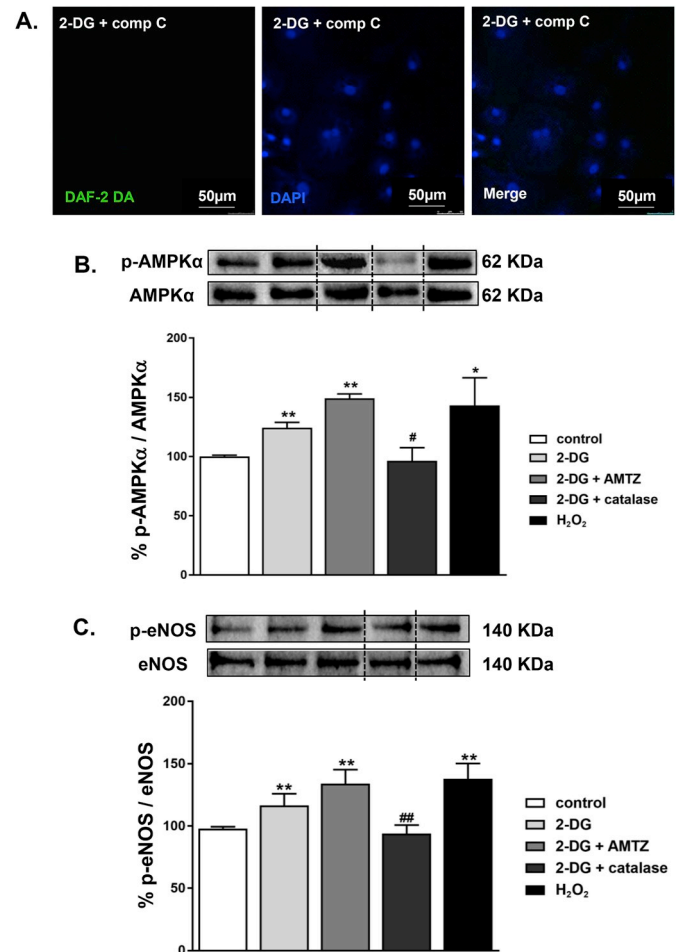 A.
2-DG + comp C
2-DG + comp C
2-DG + comp C
DAF-2 DA
50µm
DAPI
50µm
Merge
50µm
B.
p-AMPKα
62 KDa
AMPKα
62 KDa
% p-AMPKα / AMPKα
200
150
100
50
0
**
**
#
*
control
2-DG
2-DG + AMTZ
2-DG + catalase
H₂O₂
C.
p-eNOS
140 KDa
eNOS
140 KDa
% p-eNOS / eNOS
200
150
100
50
0
**
**
##
**
control
2-DG
2-DG + AMTZ
2-DG + catalase
H₂O₂